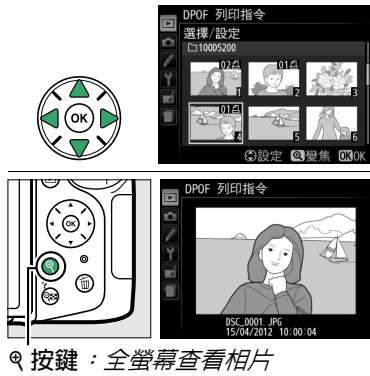 DPOF 列印指令
選擇/設定
100D5200
02 1
01 2
3
01 4
5
6
設定 變焦 OK OK
OK
DPOF 列印指令
OK
DSC_0001. JPG
15/04/2012 10:00:04
按鍵：全螢幕查看相片